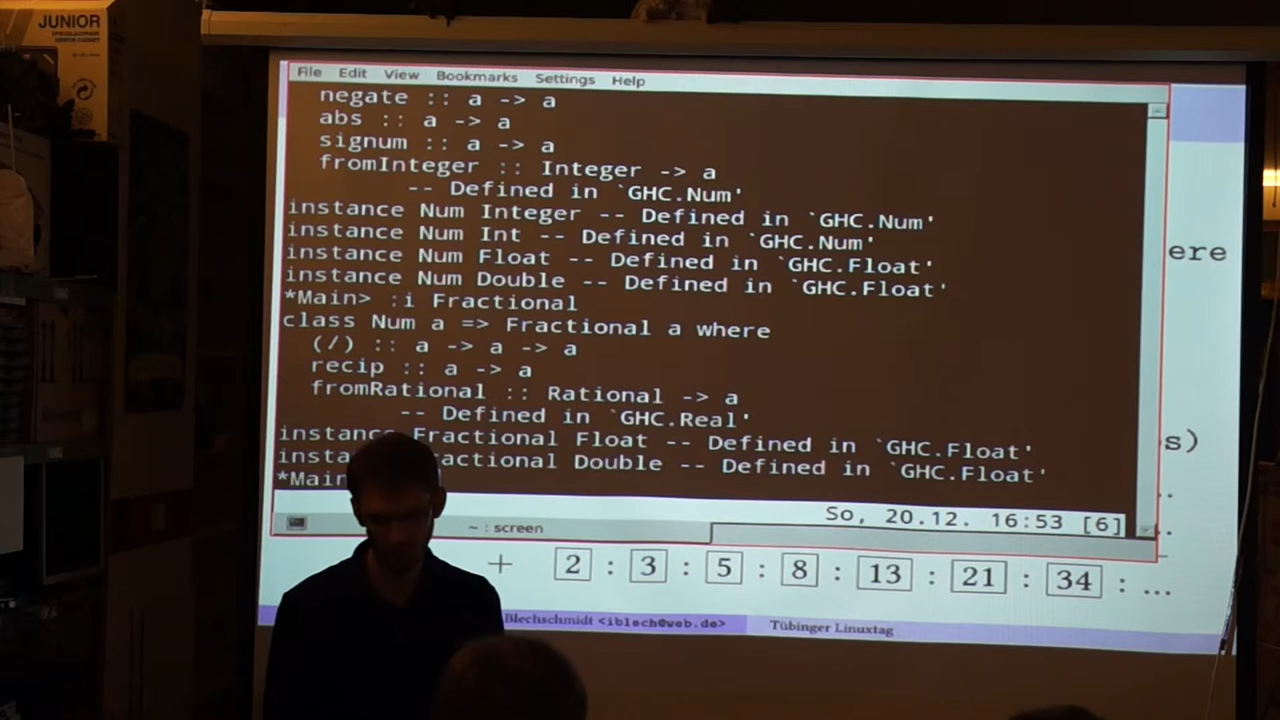 JUNIOR
File Edit View Bookmarks Settings Help
negate :: a -> a
abs :: a -> a
signum :: a -> a
fromInteger :: Integer -> a
-- Defined in `GHC.Num'
instance Num Integer -- Defined in `GHC.Num'
instance Num Int -- Defined in `GHC.Num'
instance Num Float -- Defined in `GHC.Float'
instance Num Double -- Defined in `GHC.Float'
*Main> :i Fractional
class Num a => Fractional a where
(/) :: a -> a -> a
recip :: a -> a
fromRational :: Rational -> a
-- Defined in `GHC.Real'
instance Fractional Float -- Defined in `GHC.Float'
insta actional Double -- Defined in `GHC.Float'
*Main
So, 20.12. 16:53 [6]
~ : screen
ere
s)
+ 2 : 3 : 5 : 8 : 13 : 21 : 34 : ...
Blechschmidt <iblech@web.de> Tübinger Linuxtag